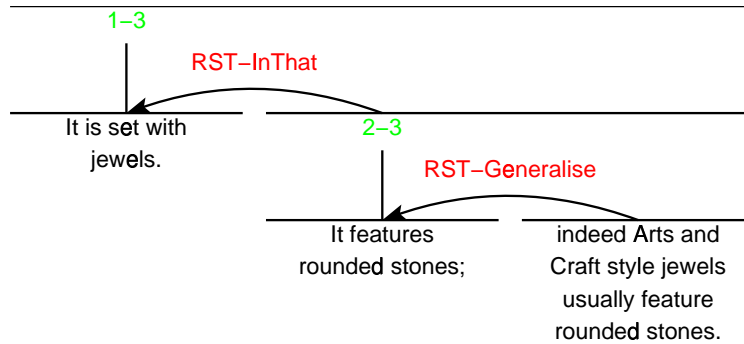 1–3
RST–InThat
It is set with
jewels.
2–3
RST–Generalise
It features
rounded stones;
indeed Arts and
Craft style jewels
usually feature
rounded stones.